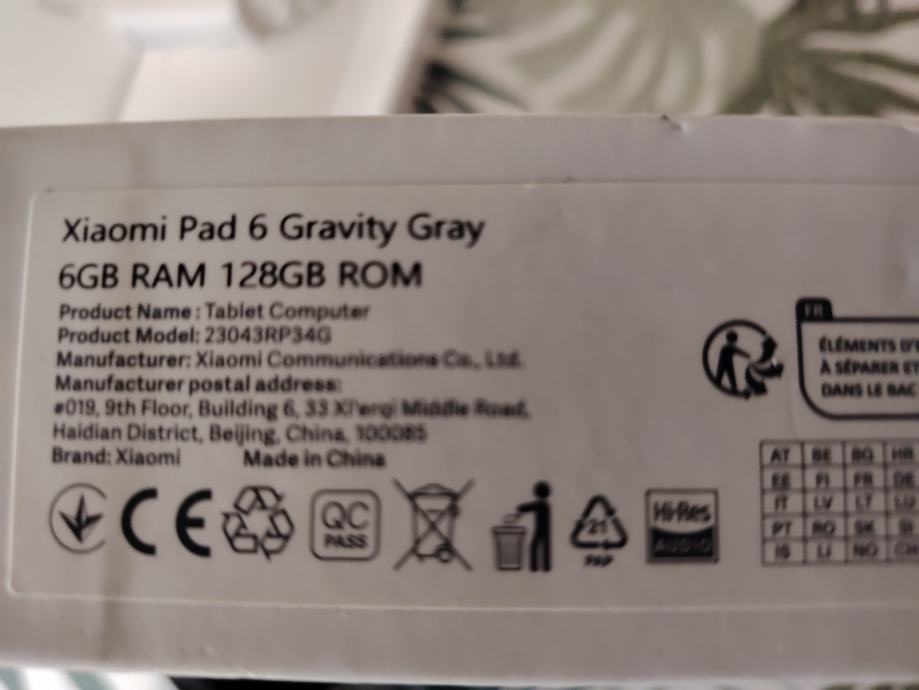 Xiaomi Pad 6 Gravity Gray
6GB RAM 128GB ROM
Product Name : Tablet Computer
Product Model: 23043RP34G
Manufacturer: Xiaomi Communications Co., Ltd.
Manufacturer postal address:
#019, 9th Floor, Building 6, 33 Xi'erqi Middle Road,
Haidian District, Beijing, China, 100085
Brand: Xiaomi Made in China
CE
QC
PASS
21
PAP
Hi-Res
AUDIO
FR
ÉLÉMENTS
À SÉPARER ET
DANS LE BAC
AT BE BG HR
EE FI FR DE
IT LV LT LU
PT RO SK
IS LI NO